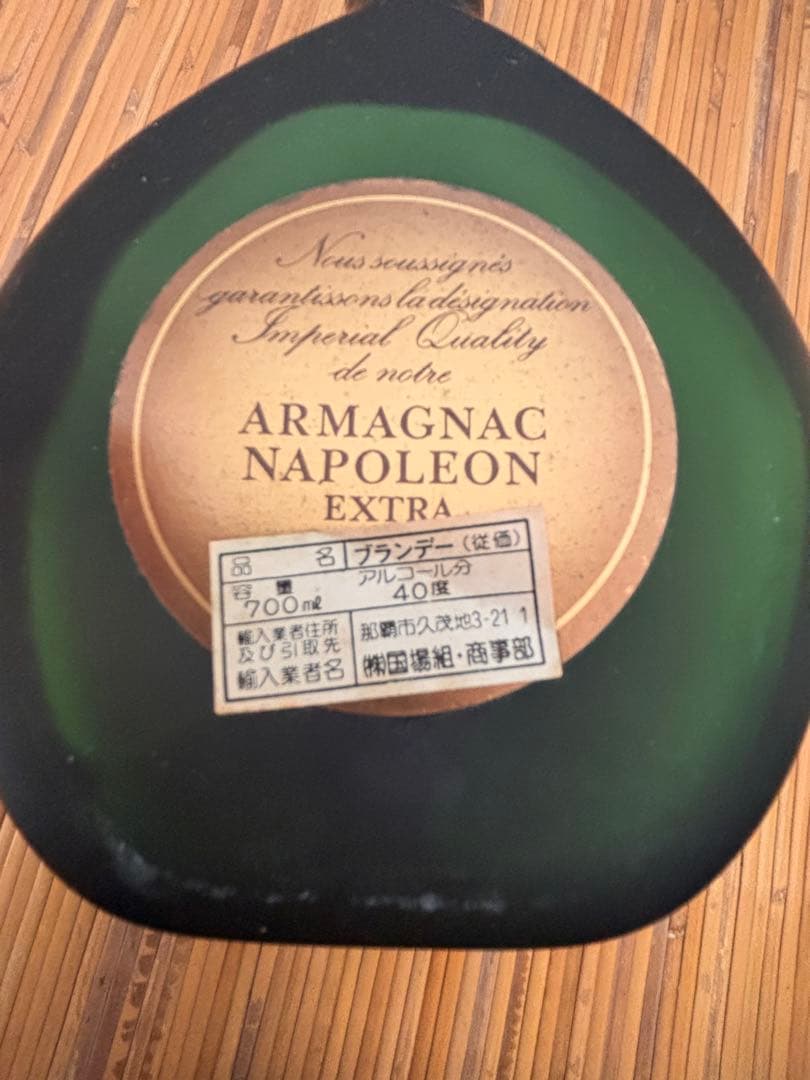 Nous soussignés
garantissons la désignation
Imperial Quality
de notre
ARMAGNAC
NAPOLEON
EXTRA
品 名 ブランデー(従価)
容量 700㎖ アルコール分 40度
輸入業者住所及び引取先 那覇市久茂地3-21 1
輸入業者名 ㈱国場組・商事部